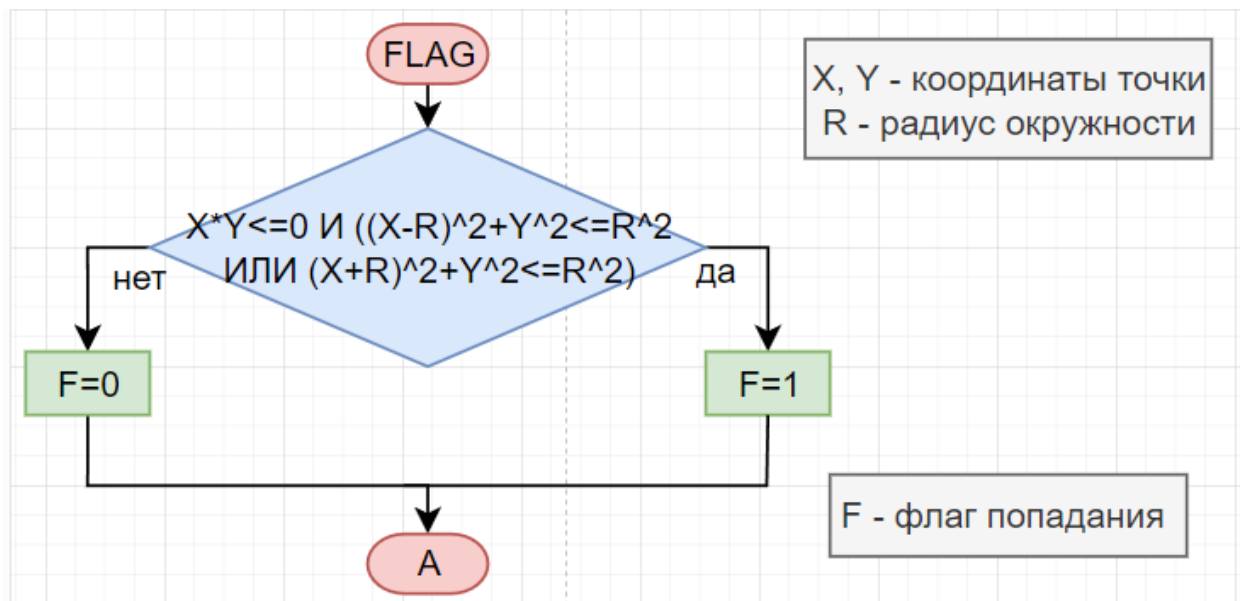 FLAG
X, Y - координаты точки
R - радиус окружности
X*Y<=0 И ((X-R)^2+Y^2<=R^2
ИЛИ (X+R)^2+Y^2<=R^2)
нет
да
F=0
F=1
F - флаг попадания
A